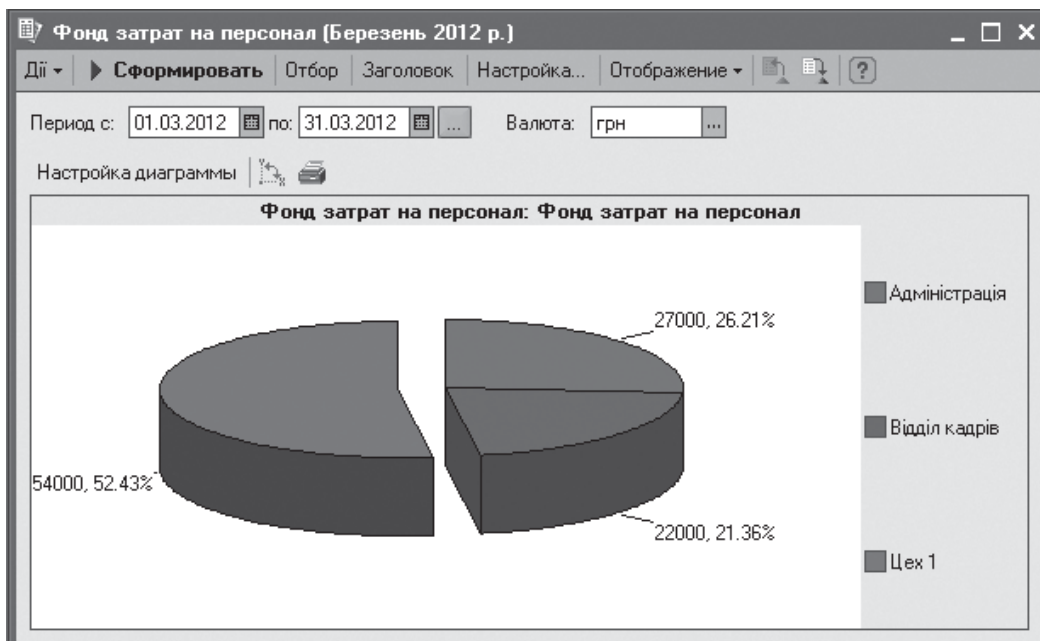 Фонд затрат на персонал (Березень 2012 р.)
Дії Сформировать Отбор Заголовок Настройка... Отображение ?
Период с: 01.03.2012 по: 31.03.2012 ... Валюта: грн ...
Настройка диаграммы
Фонд затрат на персонал: Фонд затрат на персонал
Адміністрація
27000, 26.21%
Відділ кадрів
54000, 52.43%
22000, 21.36%
Цех 1